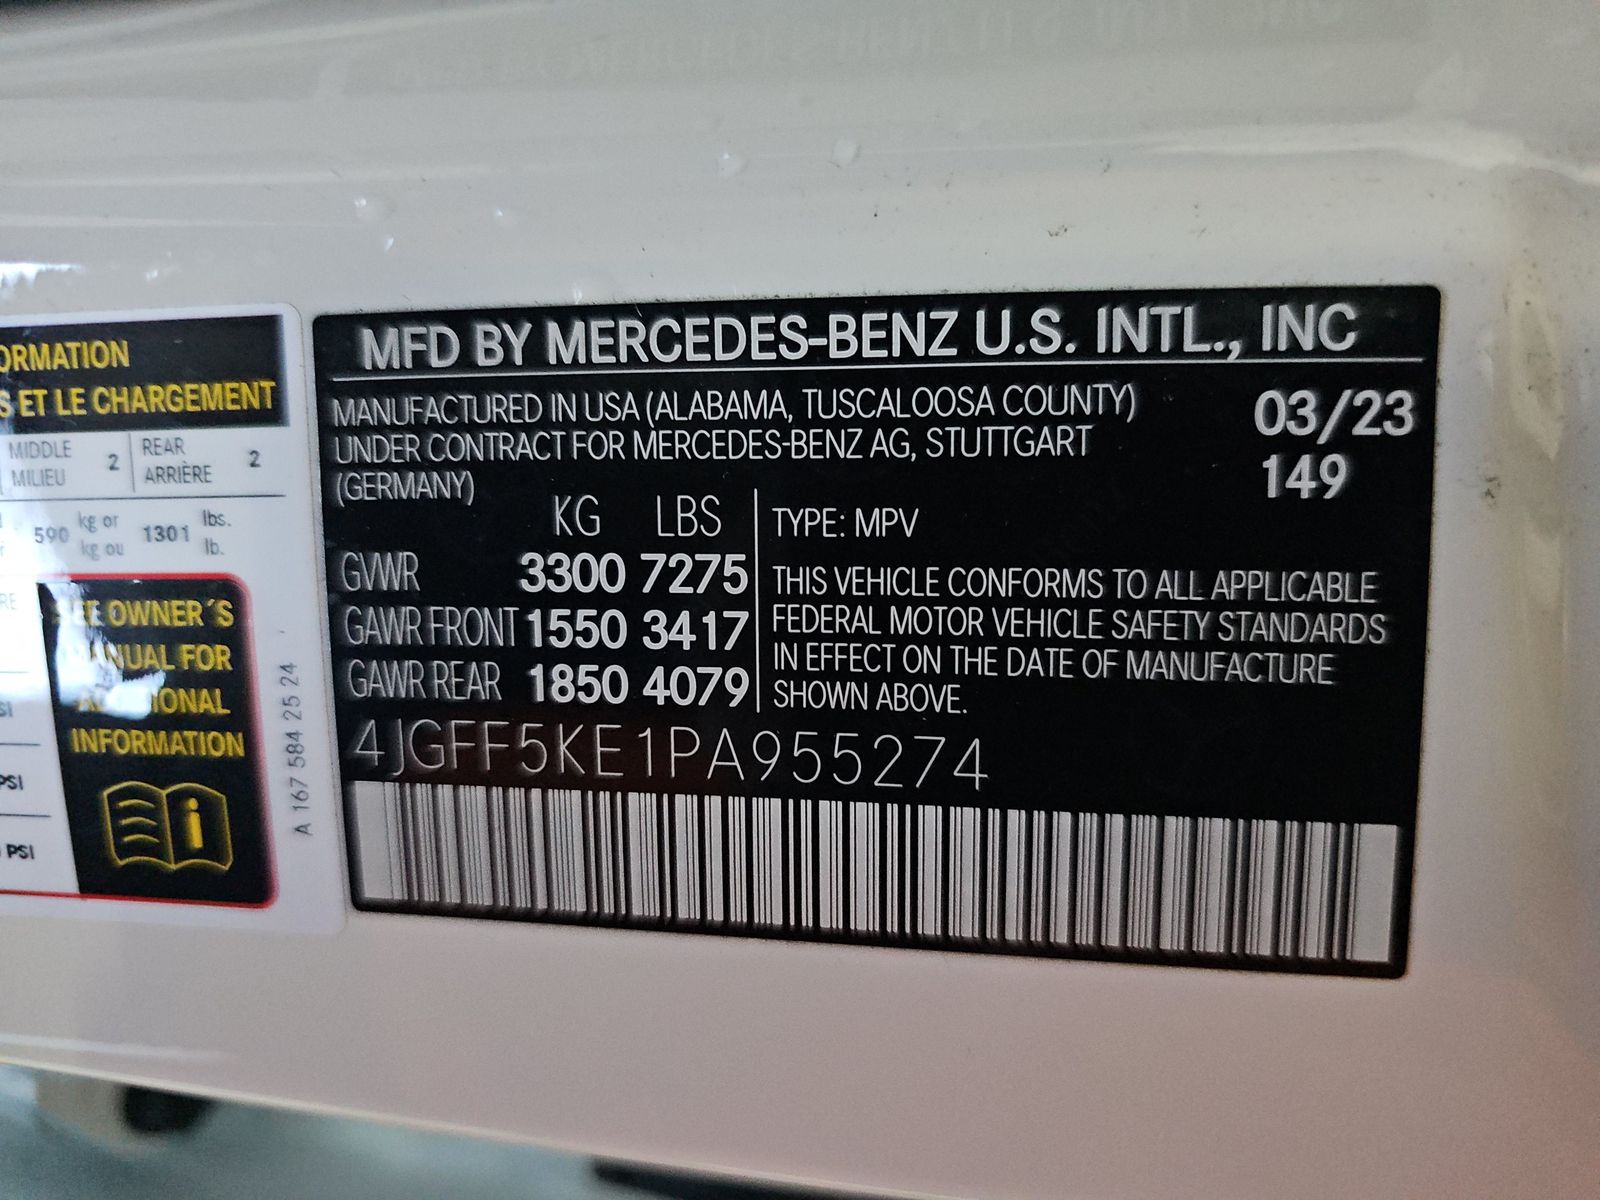 ORMATION
S ET LE CHARGEMENT
MIDDLE
MILIEU
2
REAR
ARRIÈRE
2
590
kg or
kg ou
1301
lbs.
lb.
SEE OWNER´S
MANUAL FOR
ADDITIONAL
INFORMATION
PSI
PSI
A 167 584 25 24
MFD BY MERCEDES-BENZ U.S. INTL., INC
MANUFACTURED IN USA (ALABAMA, TUSCALOOSA COUNTY)
UNDER CONTRACT FOR MERCEDES-BENZ AG, STUTTGART
(GERMANY)
03/23
149
KG LBS
GVWR 3300 7275
GAWR FRONT 1550 3417
GAWR REAR 1850 4079
TYPE: MPV
THIS VEHICLE CONFORMS TO ALL APPLICABLE
FEDERAL MOTOR VEHICLE SAFETY STANDARDS
IN EFFECT ON THE DATE OF MANUFACTURE
SHOWN ABOVE.
4JGFF5KE1PA955274